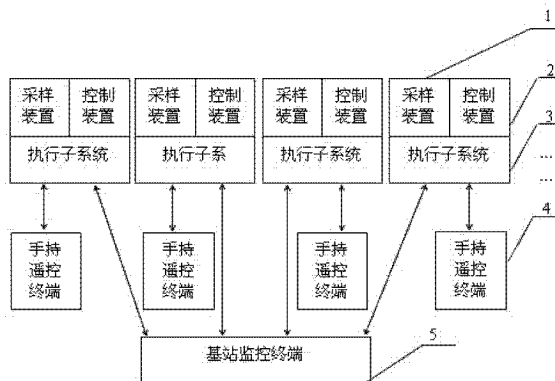 1
采样 控制 采样 控制 采样 控制 采样 控制
装置 装置 装置 装置 装置 装置 装置 装置
2
执行子系统 执行子系 执行子系统 执行子系统
3
...
...
手持 手持 手持 手持
遥控 遥控 遥控 遥控
终端 终端 终端 终端
4
基站监控终端
5